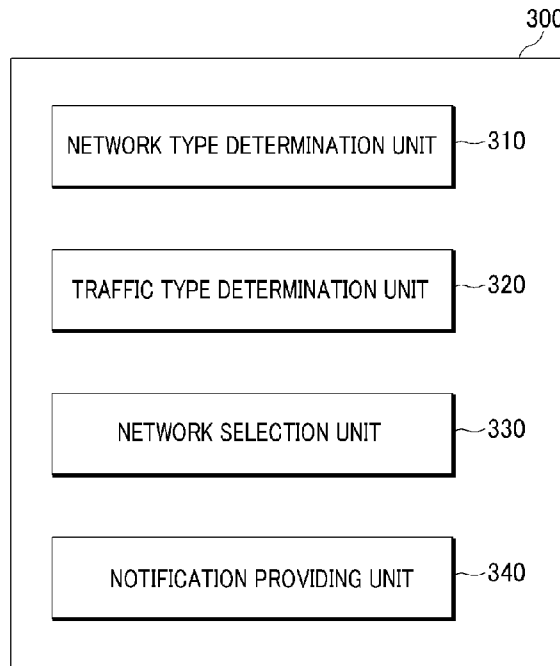 300
NETWORK TYPE DETERMINATION UNIT 310
TRAFFIC TYPE DETERMINATION UNIT 320
NETWORK SELECTION UNIT 330
NOTIFICATION PROVIDING UNIT 340